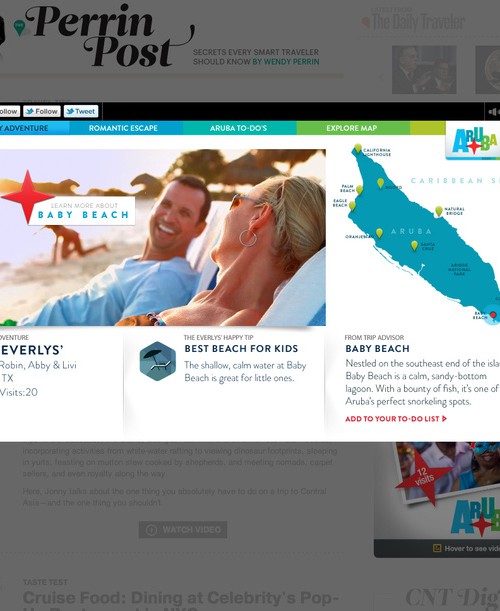 THE Perrin Post
SECRETS EVERY SMART TRAVELER
SHOULD KNOW BY WENDY PERRIN
The Daily Traveler
ollow
Follow
Tweet
Y ADVENTURE
ROMANTIC ESCAPE
ARUBA TO-DO'S
EXPLORE MAP
ARUBA
LEARN MORE ABOUT
BABY BEACH
CALIFORNIA
LIGHTHOUSE
PALM
BEACH
NOORD
EAGLE
BEACH
NATURAL
BRIDGE
CARIBBEAN SE
ORANJESTAD
ARUBA
SANTA
CRUZ
ARIKOK
NATIONAL
PARK
BABY
BEACH
DVENTURE
EVERLYS'
Robin, Abby & Livi
TX
Visits:20
THE EVERLYS' HAPPY TIP
BEST BEACH FOR KIDS
The shallow, calm water at Baby
Beach is great for little ones.
FROM TRIP ADVISOR
BABY BEACH
Nestled on the southeast end of the isla
Baby Beach is a calm, sandy-bottom
lagoon. With a bounty of fish, it's one of
Aruba's perfect snorkeling spots.
ADD TO YOUR TO-DO LIST
incorporating activities from white-water rafting to viewing dinosaur footprints, sleeping
in yurts, feasting on mutton stew cooked by shepherds, and meeting nomads, carpet
sellers, and even royalty along the way.
Here, Jonny talks about the one thing you absolutely have to do on a trip to Central
Asia—and the one thing you shouldn't.
WATCH VIDEO
12
visits
ARUBA
Hover to see vide
TASTE TEST
Cruise Food: Dining at Celebrity's Pop-
CNT Digi